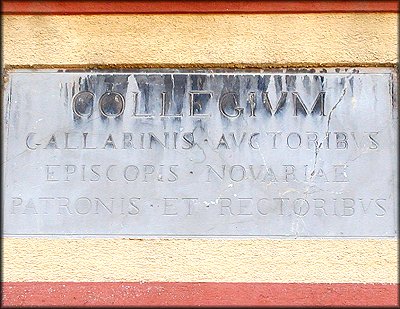 COLLEGIVM
GALLARINIS · AVCTORIBVS
EPISCOPIS · NOVARIAE
PATRONIS · ET · RECTORIBVS